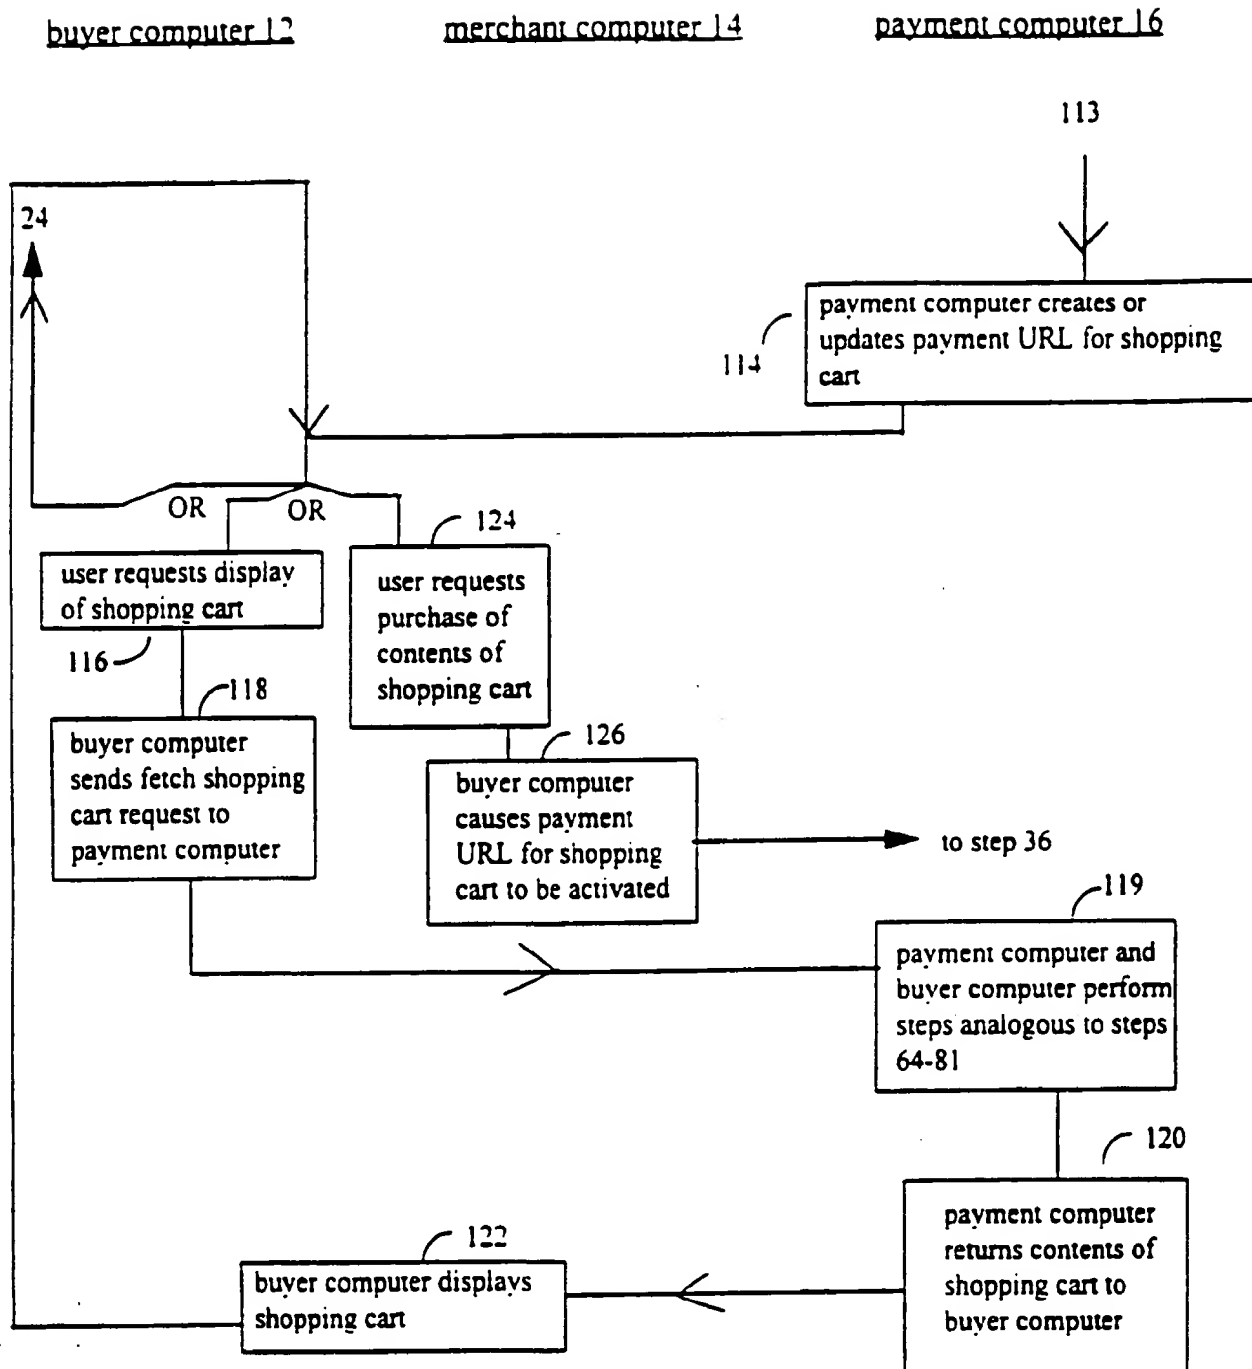 buyer computer 12
merchant computer 14
payment computer 16
113
24
payment computer creates or
updates payment URL for shopping
cart
114
OR
OR
124
user requests display
of shopping cart
116
user requests
purchase of
contents of
shopping cart
118
buyer computer
sends fetch shopping
cart request to
payment computer
126
buyer computer
causes payment
URL for shopping
cart to be activated
to step 36
119
payment computer and
buyer computer perform
steps analogous to steps
64-81
120
payment computer
returns contents of
shopping cart to
buyer computer
122
buyer computer displays
shopping cart